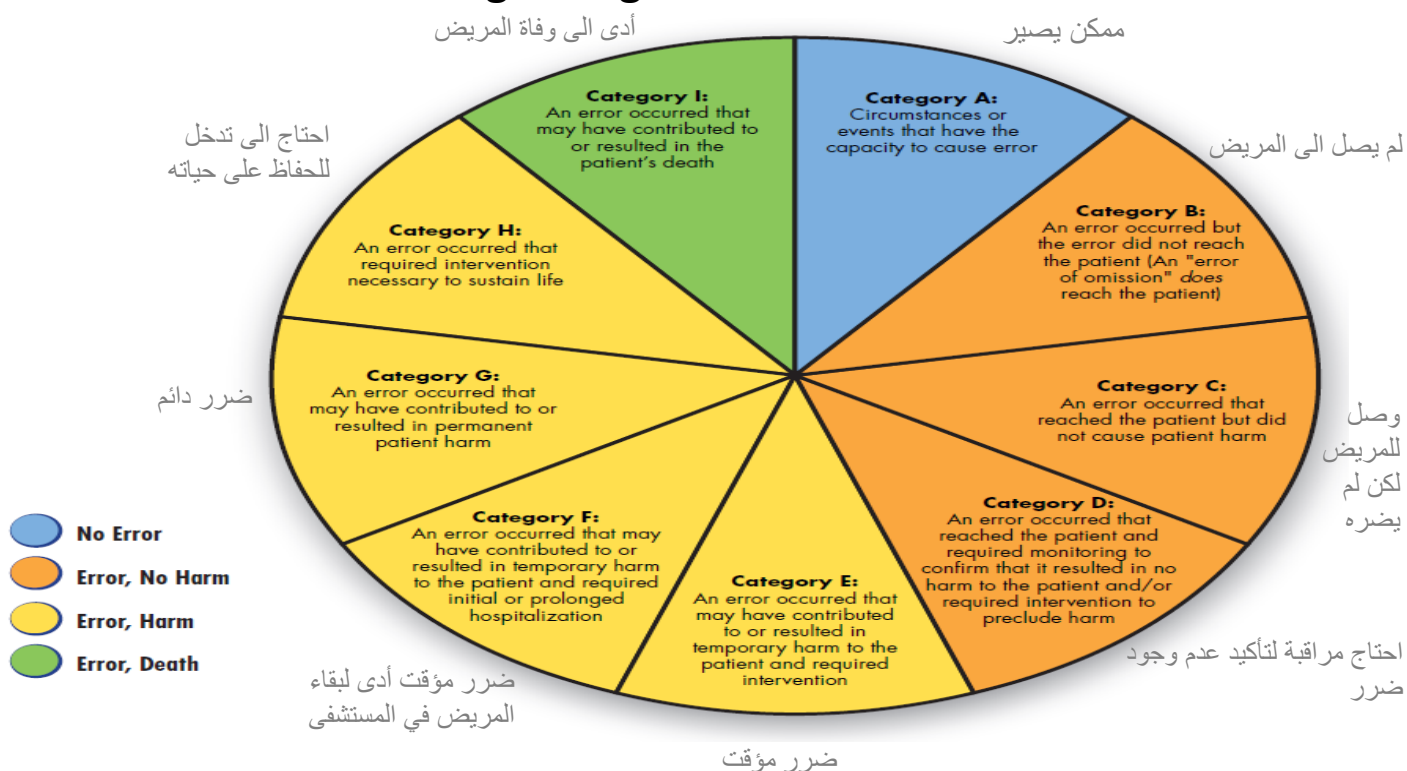 أدى الى وفاة المريض
ممكن يصير
Category I:
An error occurred that
may have contributed to
or resulted in the
patient’s death
Category A:
Circumstances or
events that have the
capacity to cause error
احتاج الى تدخل
للحفاظ على حياته
لم يصل الى المريض
Category H:
An error occurred that
required intervention
necessary to sustain life
Category B:
An error occurred but
the error did not reach
the patient (An "error
of omission" does
reach the patient)
ضرر دائم
Category G:
An error occurred that
may have contributed to or
resulted in permanent
patient harm
Category C:
An error occurred that
reached the patient but did
not cause patient harm
وصل
للمريض
لكن لم
يضره
Category F:
An error occurred that may
have contributed to or
resulted in temporary harm
to the patient and required
initial or prolonged
hospitalization
Category D:
An error occurred that
reached the patient and
required monitoring to
confirm that it resulted in no
harm to the patient and/or
required intervention to
preclude harm
Category E:
An error occurred that
may have contributed
to or resulted in
temporary harm to the
patient and required
intervention
No Error
Error, No Harm
Error, Harm
Error, Death
ضرر مؤقت أدى لبقاء
المريض في المستشفى
احتاج مراقبة لتأكيد عدم وجود
ضرر
ضرر مؤقت